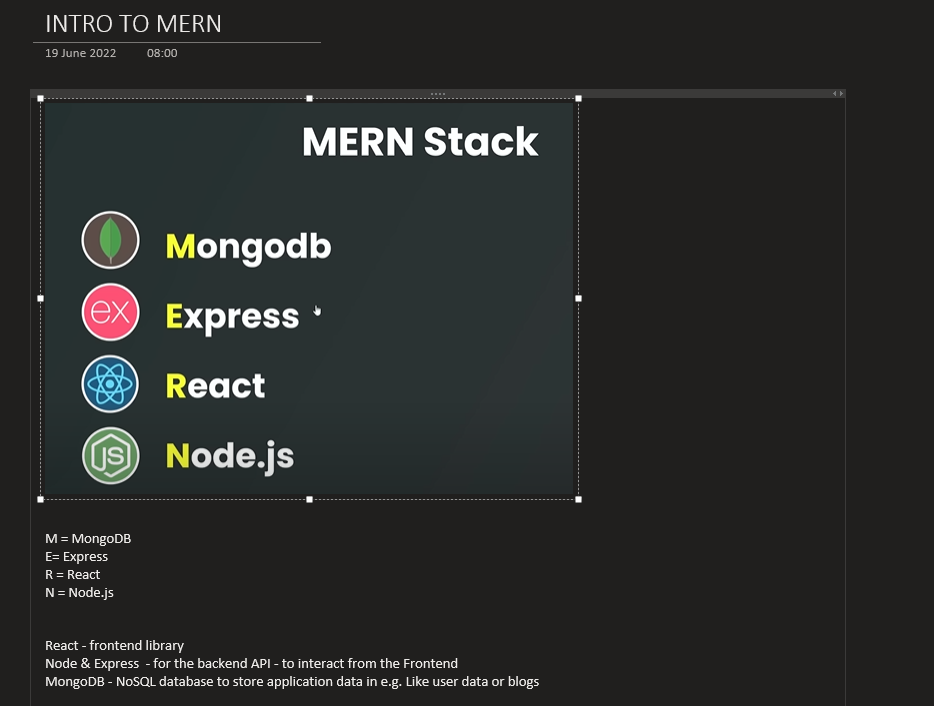 INTRO TO MERN
19 June 2022 08:00
MERN Stack
Mongodb
ex Express
React
JS Node.js
M = MongoDB
E= Express
R = React
N = Node.js
React - frontend library
Node & Express  - for the backend API - to interact from the Frontend
MongoDB - NoSQL database to store application data in e.g. Like user data or blogs